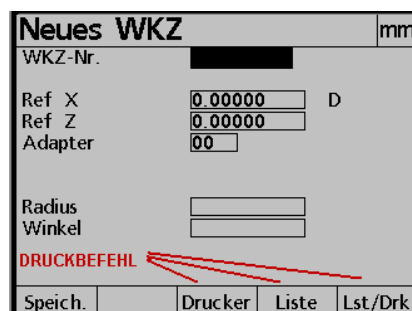 Neues WKZ mm
WKZ-Nr.
Ref X 0.00000 D
Ref Z 0.00000
Adapter 00
Radius
Winkel
DRUCKBEFEHL
Speich. Drucker Liste Lst/Drk